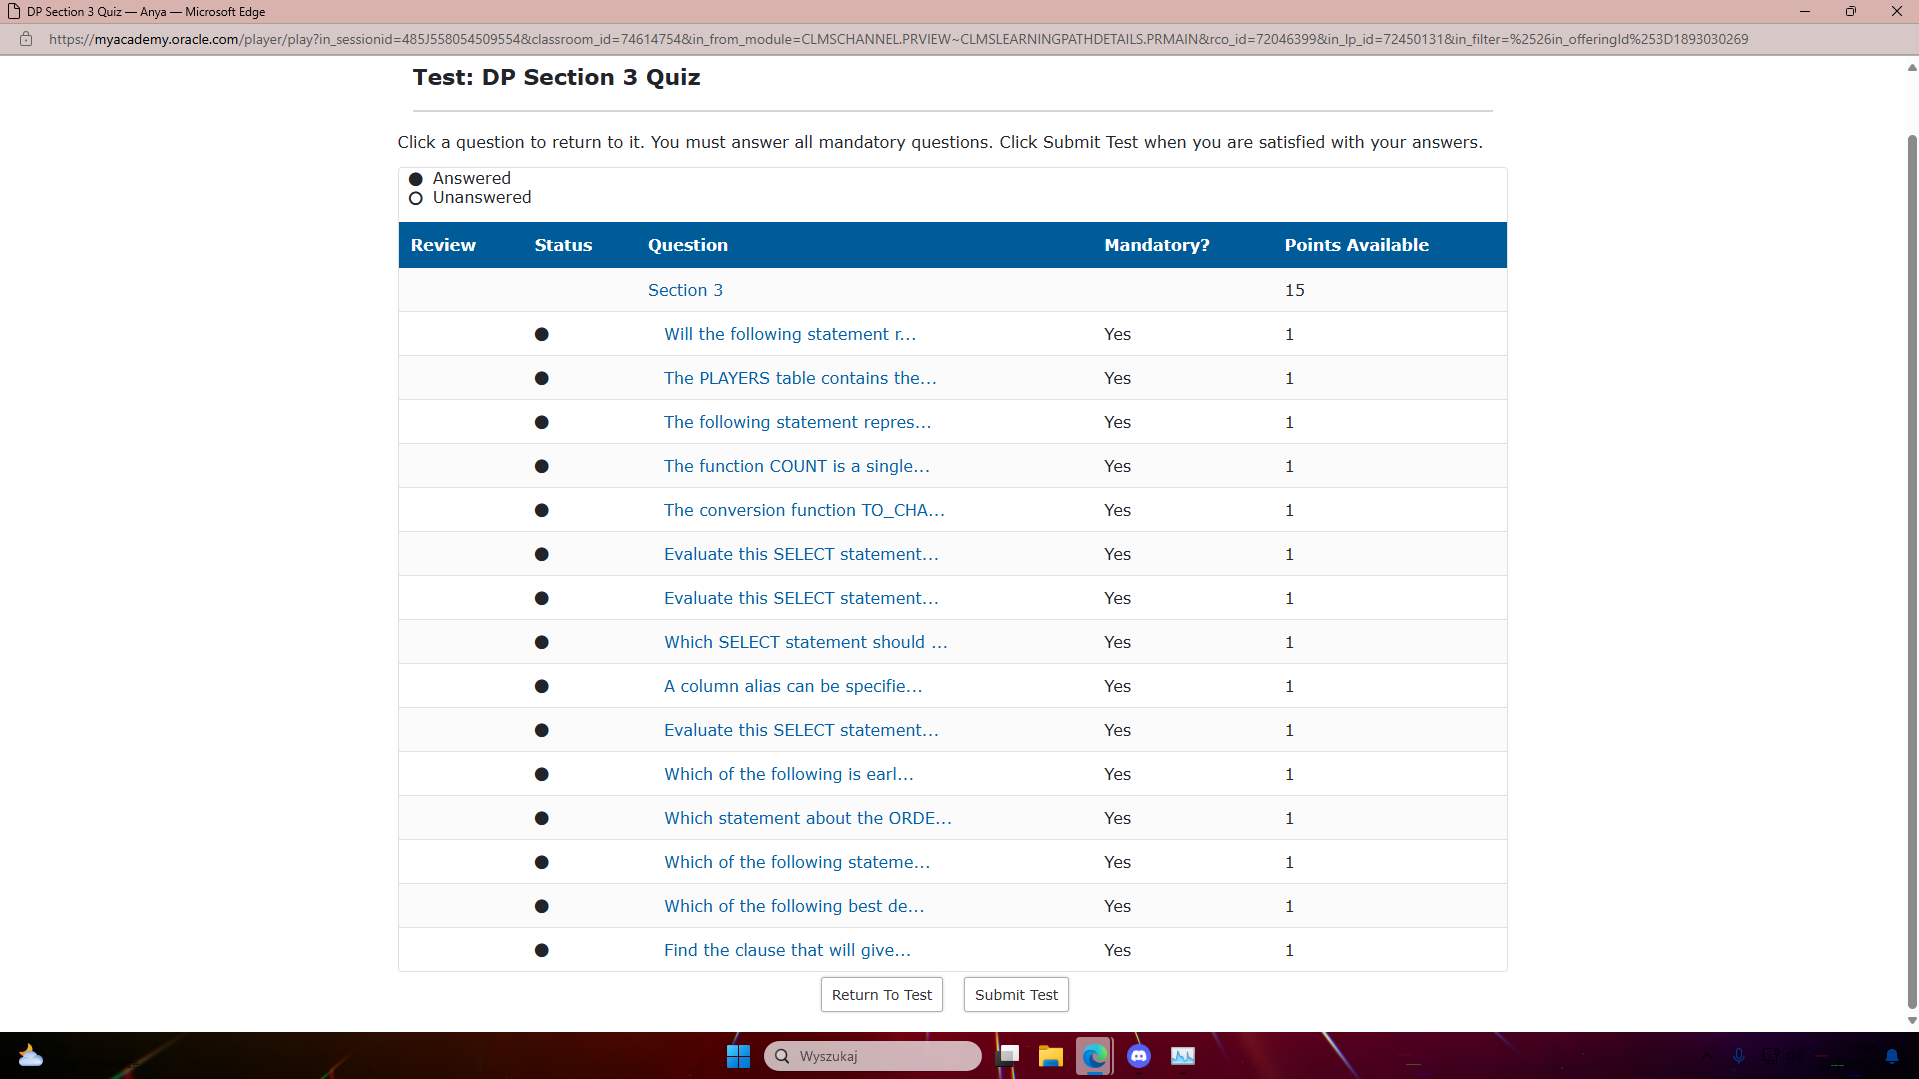 DP Section 3 Quiz — Anya — Microsoft Edge
https://myacademy.oracle.com/player/play?in_sessionid=485J558054509554&classroom_id=74614754&in_from_module=CLMSCHANNEL.PRVIEW~CLMSLEARNINGPATHDETAILS.PRMAIN&rco_id=72046399&in_lp_id=72450131&in_filter=%2526in_offeringId%253D1893030269
Test: DP Section 3 Quiz
Click a question to return to it. You must answer all mandatory questions. Click Submit Test when you are satisfied with your answers.
Answered
Unanswered
Review Status Question Mandatory? Points Available
Section 3 15
Will the following statement r... Yes 1
The PLAYERS table contains the... Yes 1
The following statement repres... Yes 1
The function COUNT is a single... Yes 1
The conversion function TO_CHA... Yes 1
Evaluate this SELECT statement... Yes 1
Evaluate this SELECT statement... Yes 1
Which SELECT statement should ... Yes 1
A column alias can be specifie... Yes 1
Evaluate this SELECT statement... Yes 1
Which of the following is earl... Yes 1
Which statement about the ORDE... Yes 1
Which of the following stateme... Yes 1
Which of the following best de... Yes 1
Find the clause that will give... Yes 1
Return To Test Submit Test
Wyszukaj